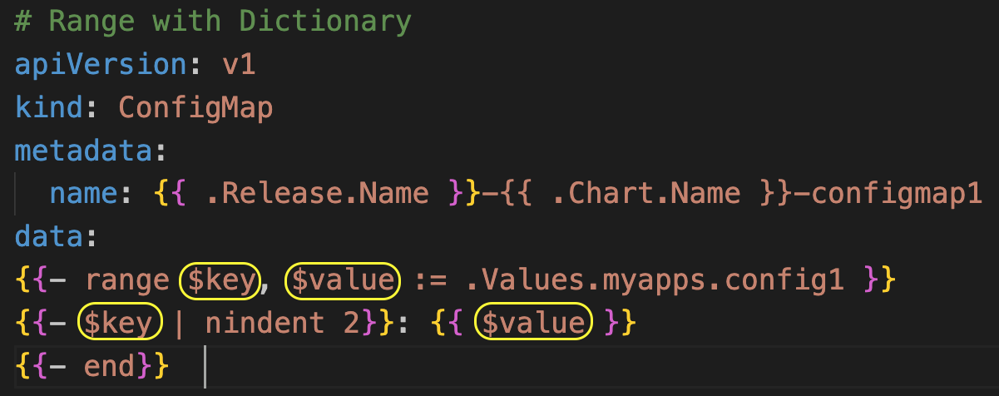 # Range with Dictionary
apiVersion: v1
kind: ConfigMap
metadata:
  name: {{ .Release.Name }}-{{ .Chart.Name }}-configmap1
data:
{{- range $key, $value := .Values.myapps.config1 }}
{{- $key | nindent 2}}: {{ $value }}
{{- end}}